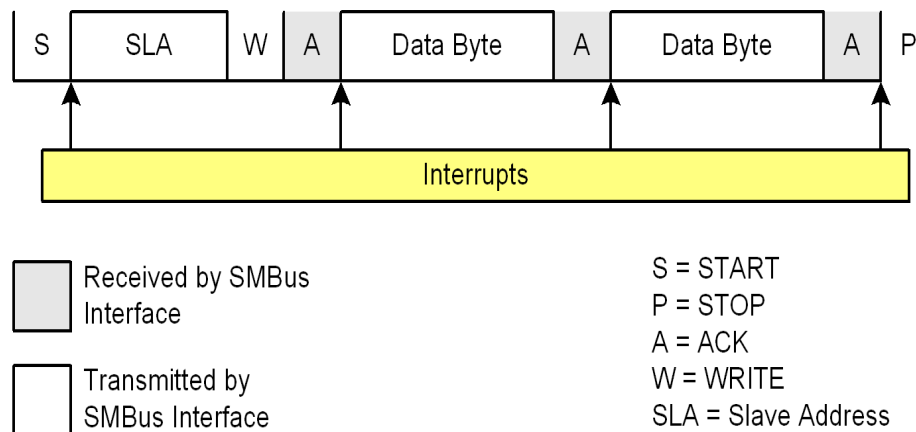 S SLA W A Data Byte A Data Byte A P
Interrupts
Received by SMBus
Interface
Transmitted by
SMBus Interface
S = START
P = STOP
A = ACK
W = WRITE
SLA = Slave Address